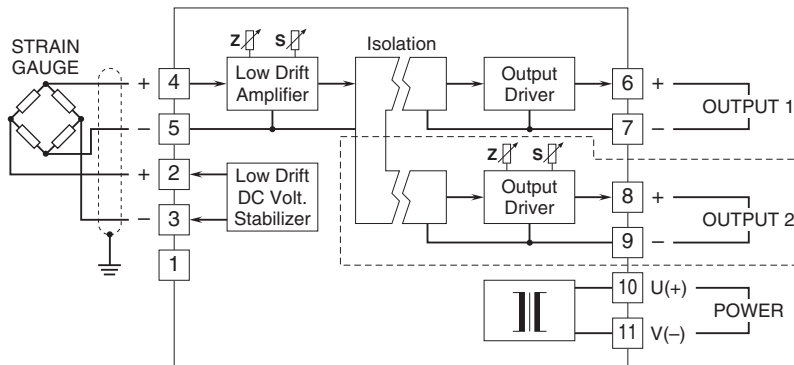 STRAIN
GAUGE
Z S
Isolation
+ 4
Low Drift
Amplifier
Output
Driver
6 +
OUTPUT 1
– 5
7 –
Z S
+ 2
Low Drift
DC Volt.
Stabilizer
Output
Driver
8 +
OUTPUT 2
– 3
9 –
1
10 U(+)
POWER
11 V(–)